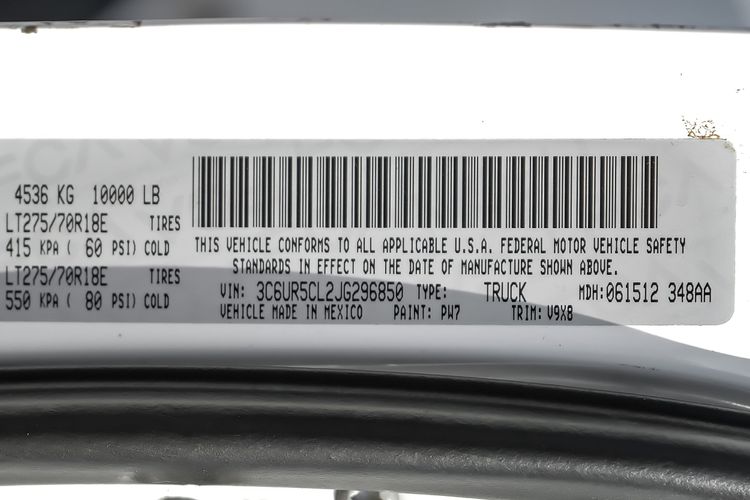 4536 KG 10000 LB
LT275/70R18E TIRES
415 KPA ( 60 PSI) COLD
LT275/70R18E TIRES
550 KPA ( 80 PSI) COLD
THIS VEHICLE CONFORMS TO ALL APPLICABLE U.S.A. FEDERAL MOTOR VEHICLE SAFETY
STANDARDS IN EFFECT ON THE DATE OF MANUFACTURE SHOWN ABOVE.
VIN: 3C6UR5CL2JG296850 TYPE: TRUCK MDH:061512 348AA
VEHICLE MADE IN MEXICO PAINT: PW7 TRIM: V9X8